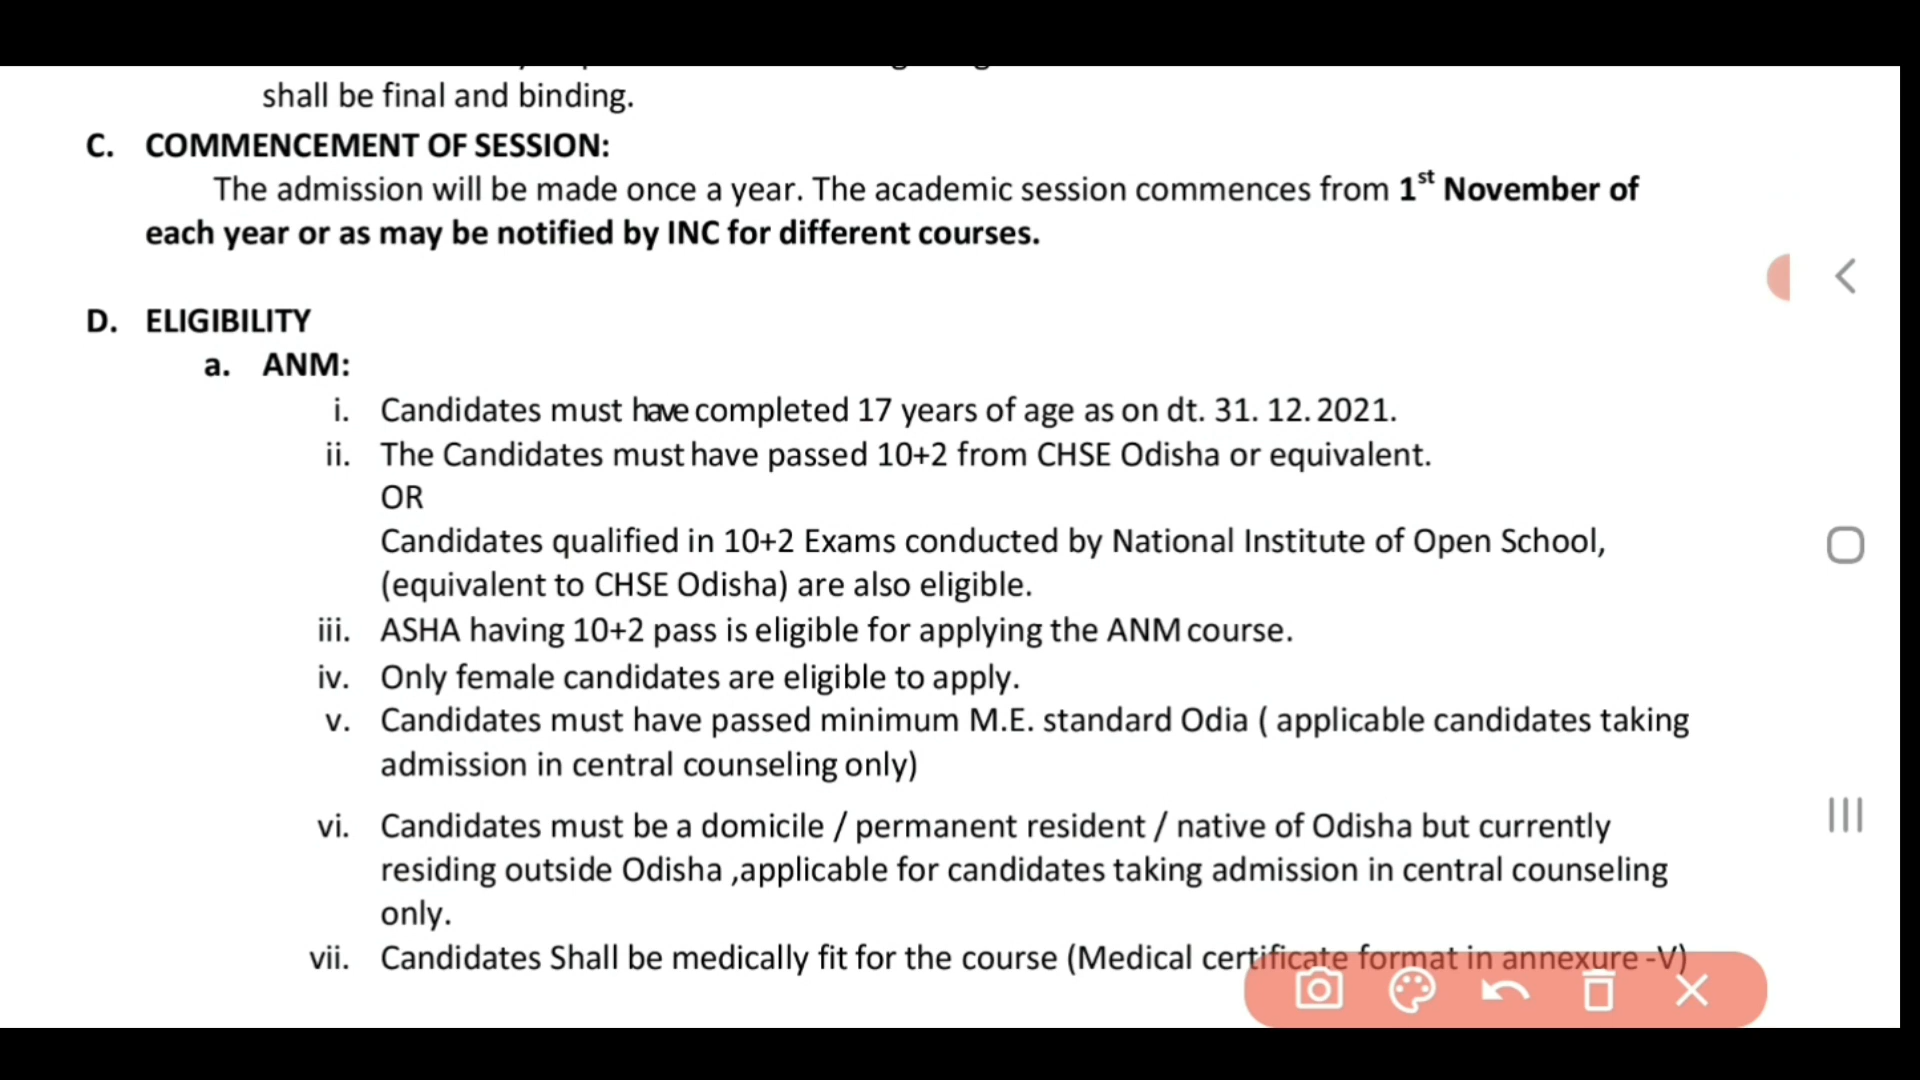 shall be final and binding.
C. COMMENCEMENT OF SESSION:
The admission will be made once a year. The academic session commences from 1st November of
each year or as may be notified by INC for different courses.
D. ELIGIBILITY
a. ANM:
i. Candidates must have completed 17 years of age as on dt. 31. 12. 2021.
ii. The Candidates must have passed 10+2 from CHSE Odisha or equivalent.
OR
Candidates qualified in 10+2 Exams conducted by National Institute of Open School,
(equivalent to CHSE Odisha) are also eligible.
iii. ASHA having 10+2 pass is eligible for applying the ANM course.
iv. Only female candidates are eligible to apply.
v. Candidates must have passed minimum M.E. standard Odia ( applicable candidates taking
admission in central counseling only)
vi. Candidates must be a domicile / permanent resident / native of Odisha but currently
residing outside Odisha ,applicable for candidates taking admission in central counseling
only.
vii. Candidates Shall be medically fit for the course (Medical certificate format in annexure -V)